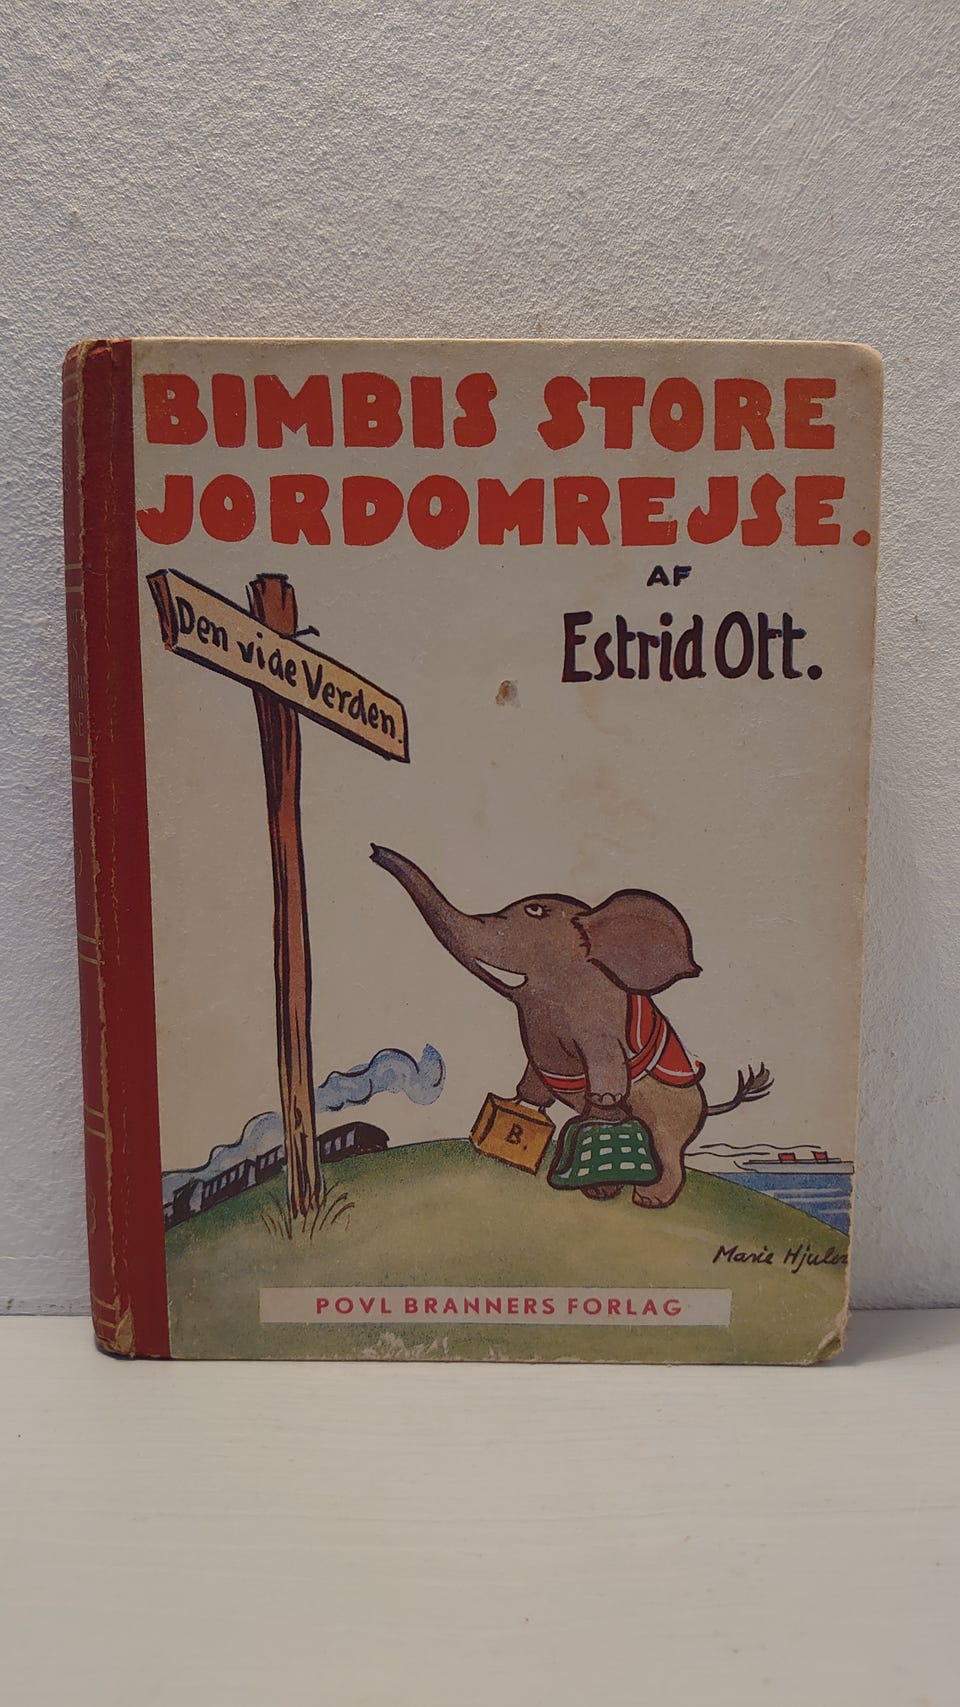 BIMBIS STORE
JORDOMREJSE.
AF
Estrid Ott.
Den vide Verden.
B.
Marie Hjuler
POVL BRANNERS FORLAG